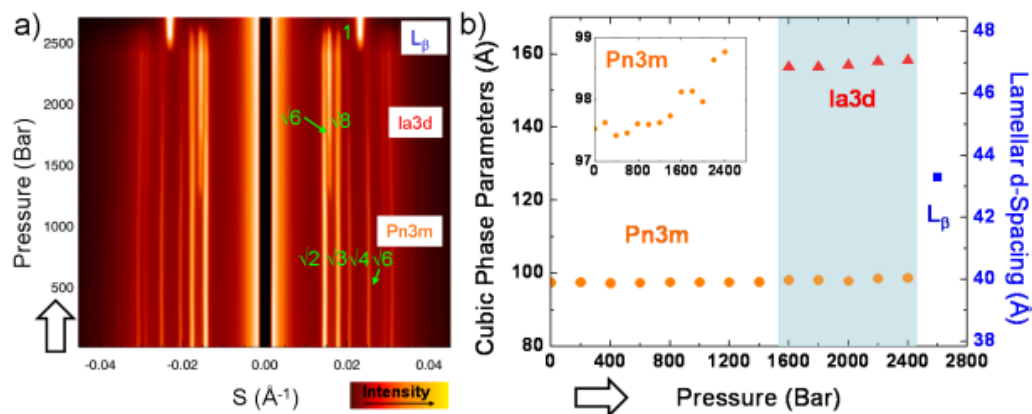 a)
2500
2000
1500
1000
500
Pressure (Bar)
1
Lβ
√6
√8
Ia3d
Pn3m
√2 √3 √4 √6
-0.04 -0.02 0.00 0.02 0.04
S (Å-1)
Intensity
b)
Cubic Phase Parameters (Å)
160
140
120
100
80
99
98
97
Pn3m
0 800 1600 2400
Ia3d
Pn3m
Lβ
48
46
44
42
40
38
Lamellar d-Spacing (Å)
0 400 800 1200 1600 2000 2400 2800
Pressure (Bar)